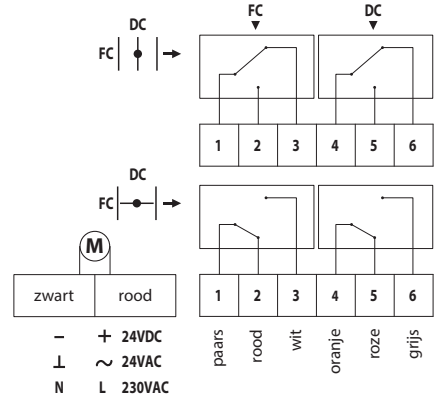 FC DC
DC
FC
1 2 3 4 5 6
DC
FC
M
zwart rood
1 2 3 4 5 6
− + 24VDC
⊥ ~ 24VAC
N L 230VAC
paars rood wit oranje roze grijs